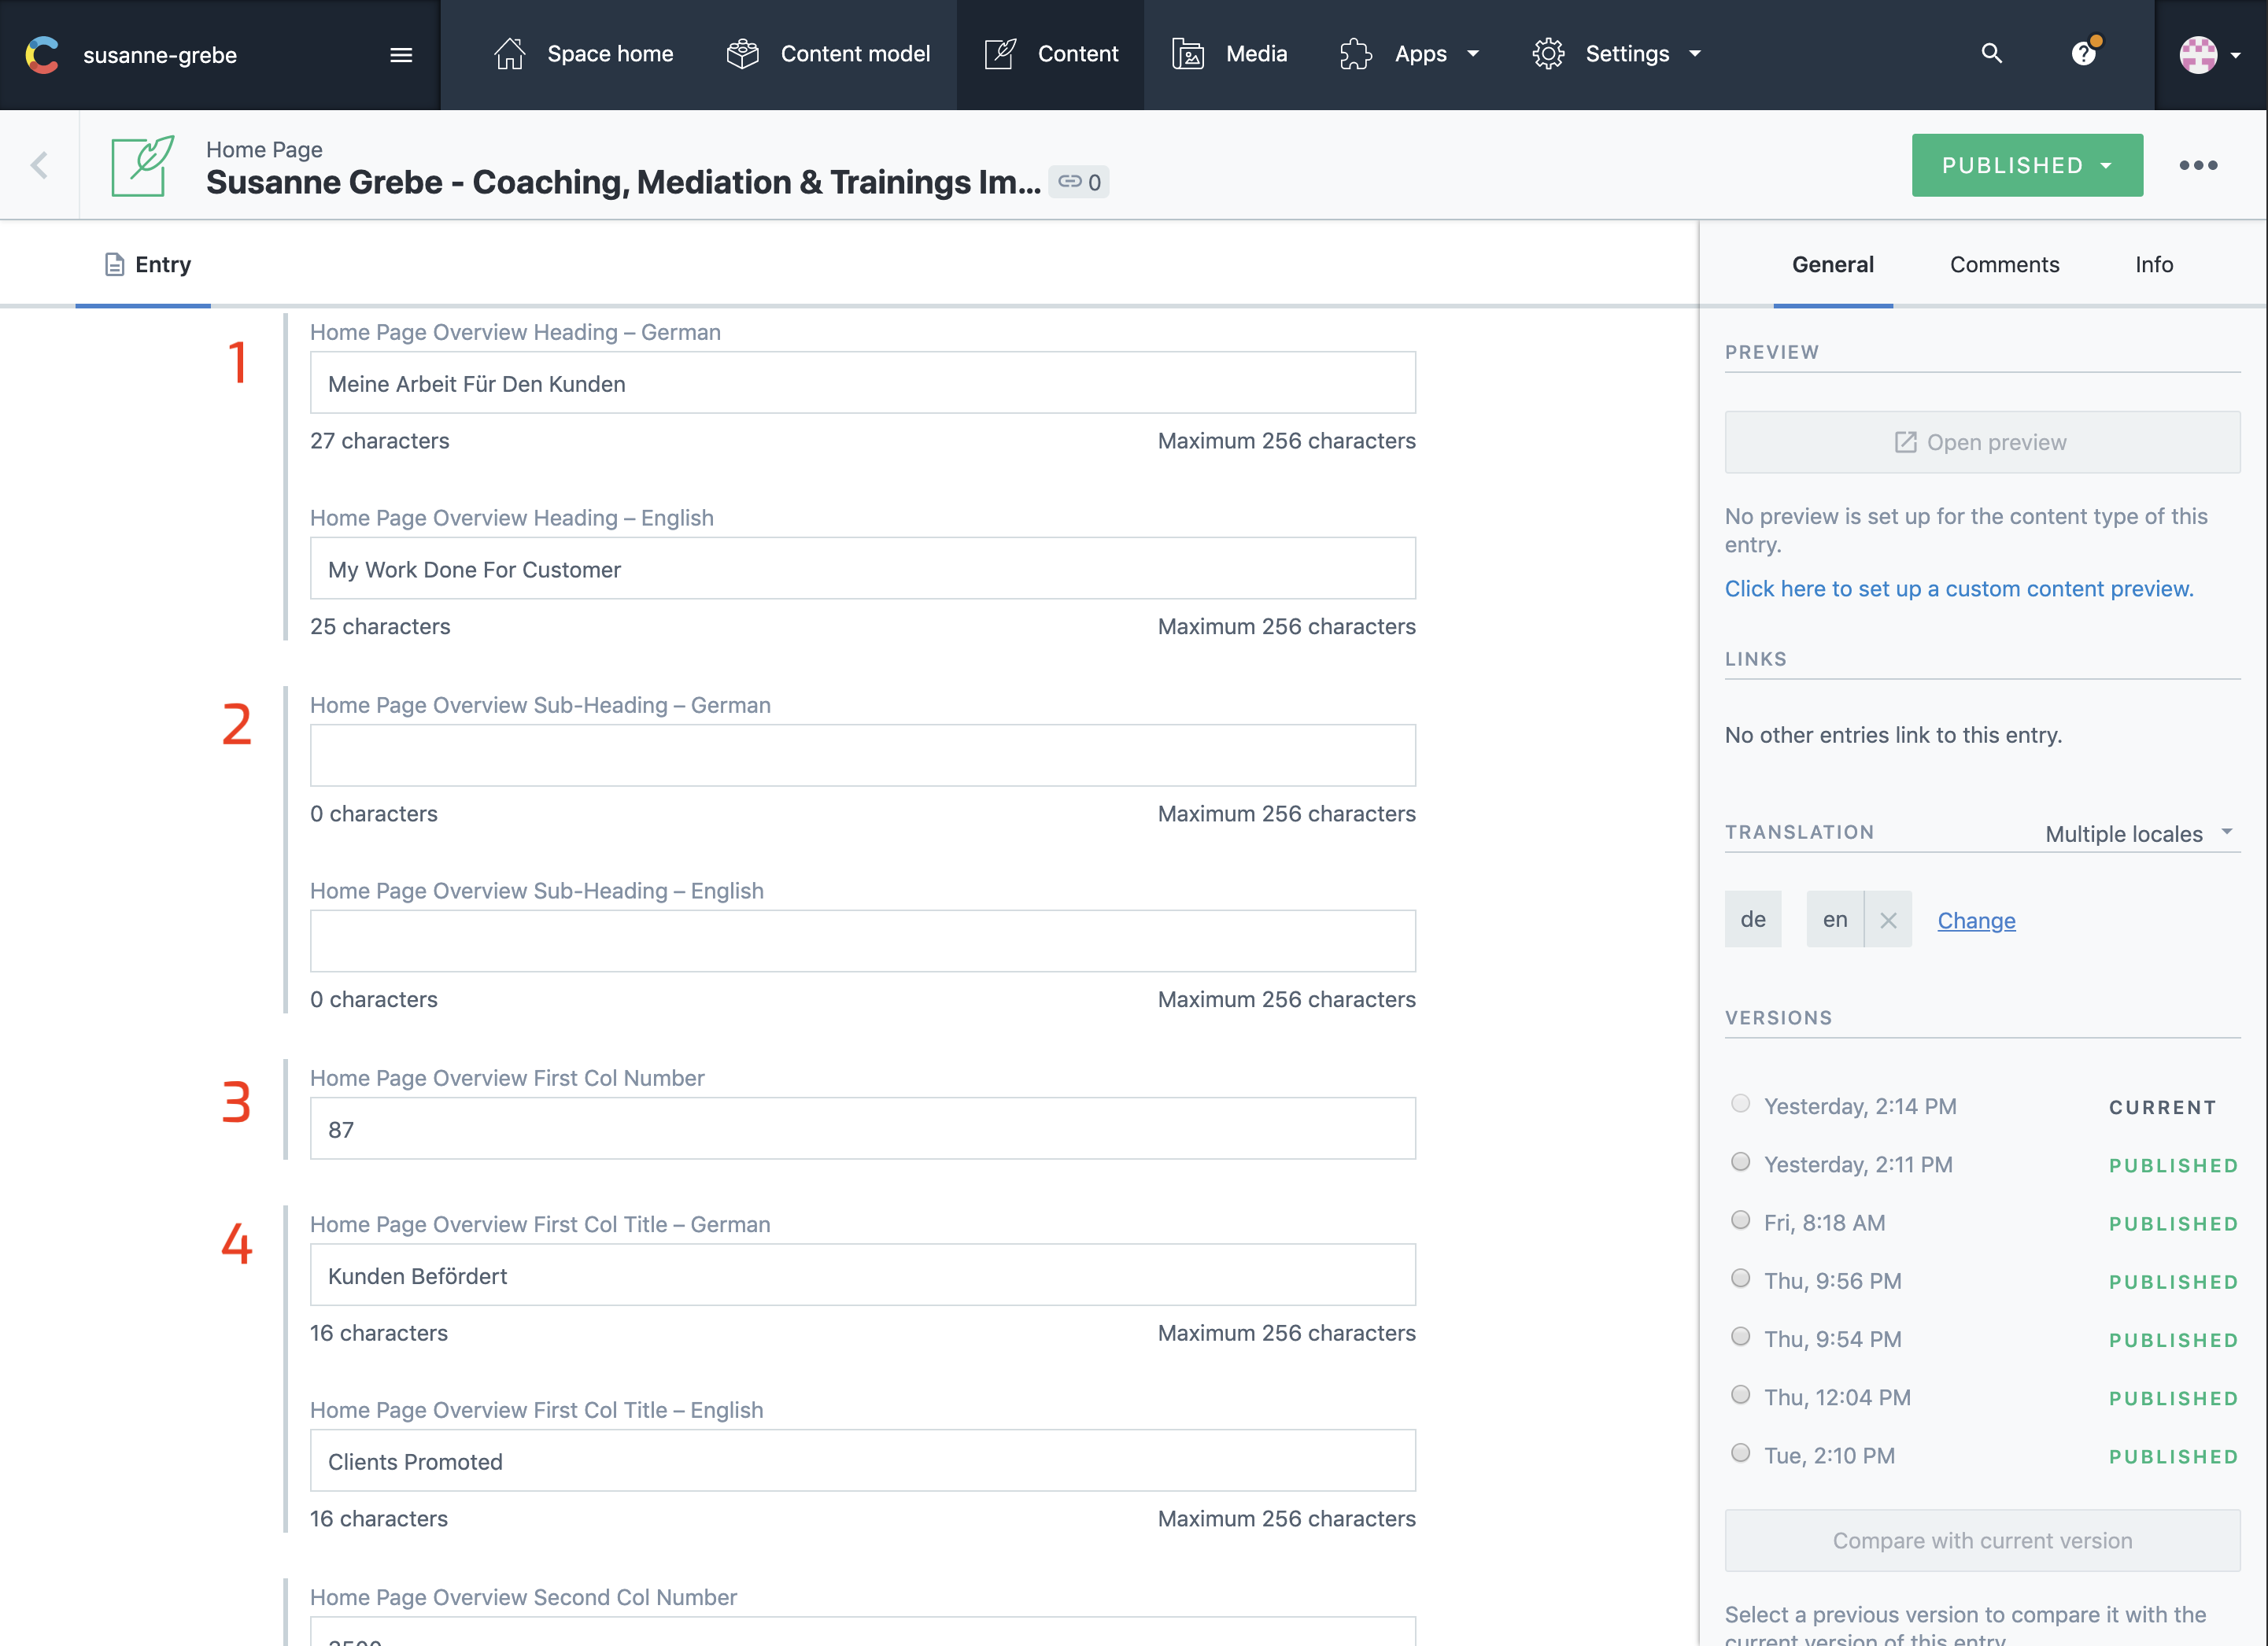 susanne-grebe
Space home
Content model
Content
Media
Apps
Settings
Home Page
Susanne Grebe - Coaching, Mediation & Trainings Im...
0
PUBLISHED
Entry
1
Home Page Overview Heading – German
Meine Arbeit Für Den Kunden
27 characters
Maximum 256 characters
Home Page Overview Heading – English
My Work Done For Customer
25 characters
Maximum 256 characters
2
Home Page Overview Sub-Heading – German
0 characters
Maximum 256 characters
Home Page Overview Sub-Heading – English
0 characters
Maximum 256 characters
3
Home Page Overview First Col Number
87
4
Home Page Overview First Col Title – German
Kunden Befördert
16 characters
Maximum 256 characters
Home Page Overview First Col Title – English
Clients Promoted
16 characters
Maximum 256 characters
Home Page Overview Second Col Number
3500
General
Comments
Info
PREVIEW
Open preview
No preview is set up for the content type of this
entry.
Click here to set up a custom content preview.
LINKS
No other entries link to this entry.
TRANSLATION
Multiple locales
de
en
Change
VERSIONS
Yesterday, 2:14 PM CURRENT
Yesterday, 2:11 PM PUBLISHED
Fri, 8:18 AM PUBLISHED
Thu, 9:56 PM PUBLISHED
Thu, 9:54 PM PUBLISHED
Thu, 12:04 PM PUBLISHED
Tue, 2:10 PM PUBLISHED
Compare with current version
Select a previous version to compare it with the
current version of this entry